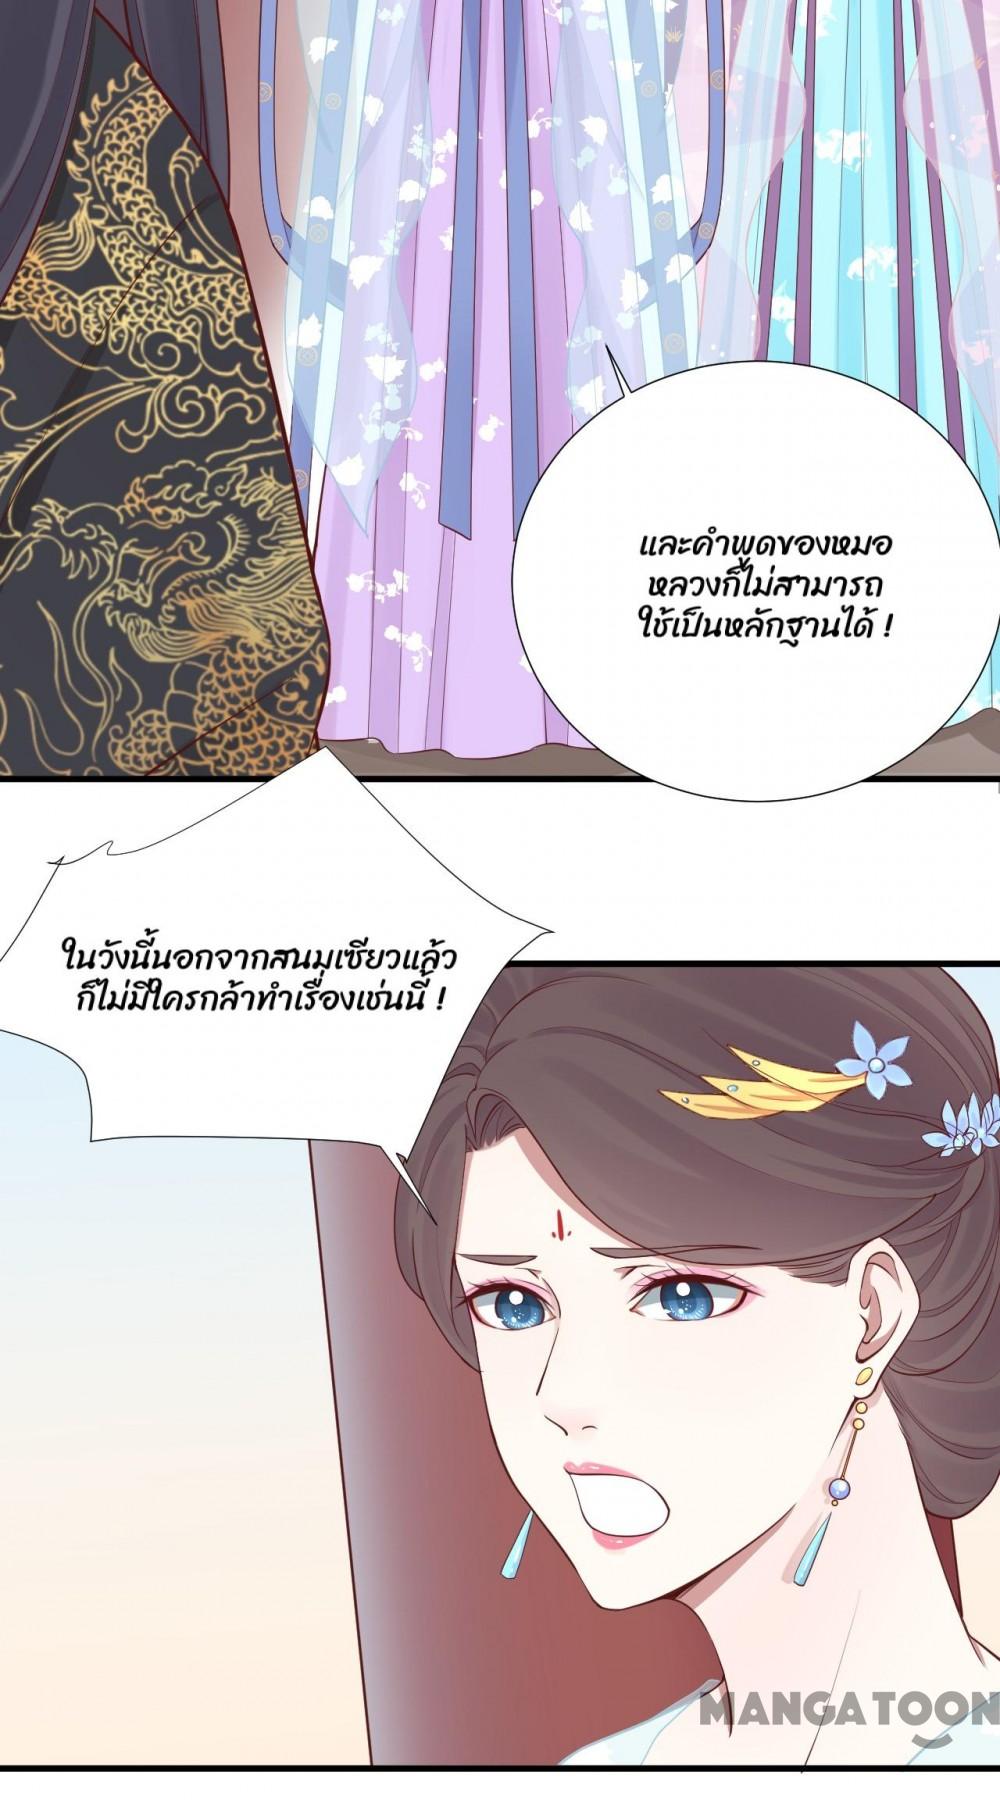 และคำพูดของหมอ
หลวงก็ไม่สามารถ
ใช้เป็นหลักฐานได้ !
ในวังนี้นอกจากสนมเซียวแล้ว
ก็ไม่มีใครกล้าทำเรื่องเช่นนี้ !
MANGATOON